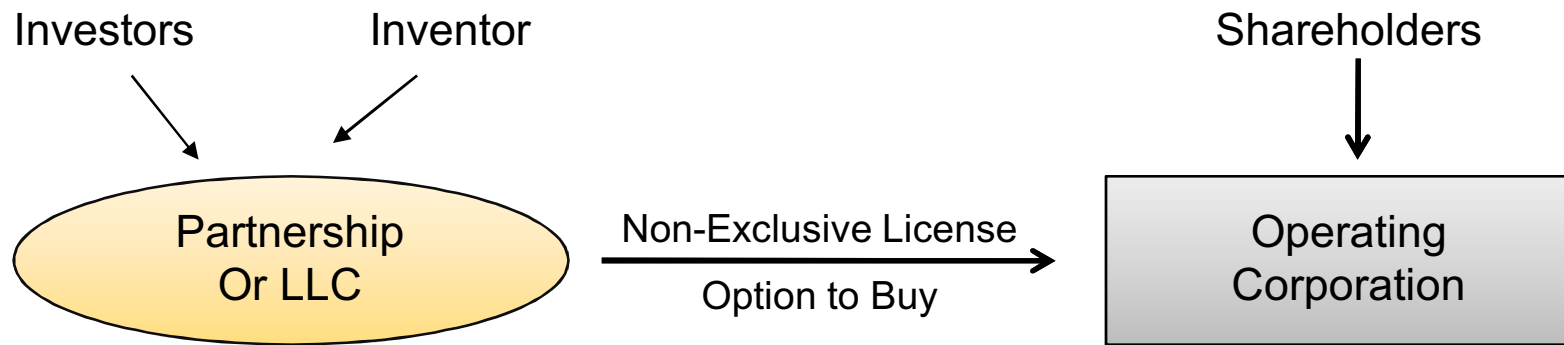 Investors
Inventor
Shareholders
Partnership
Or LLC
Non-Exclusive License
Option to Buy
Operating
Corporation